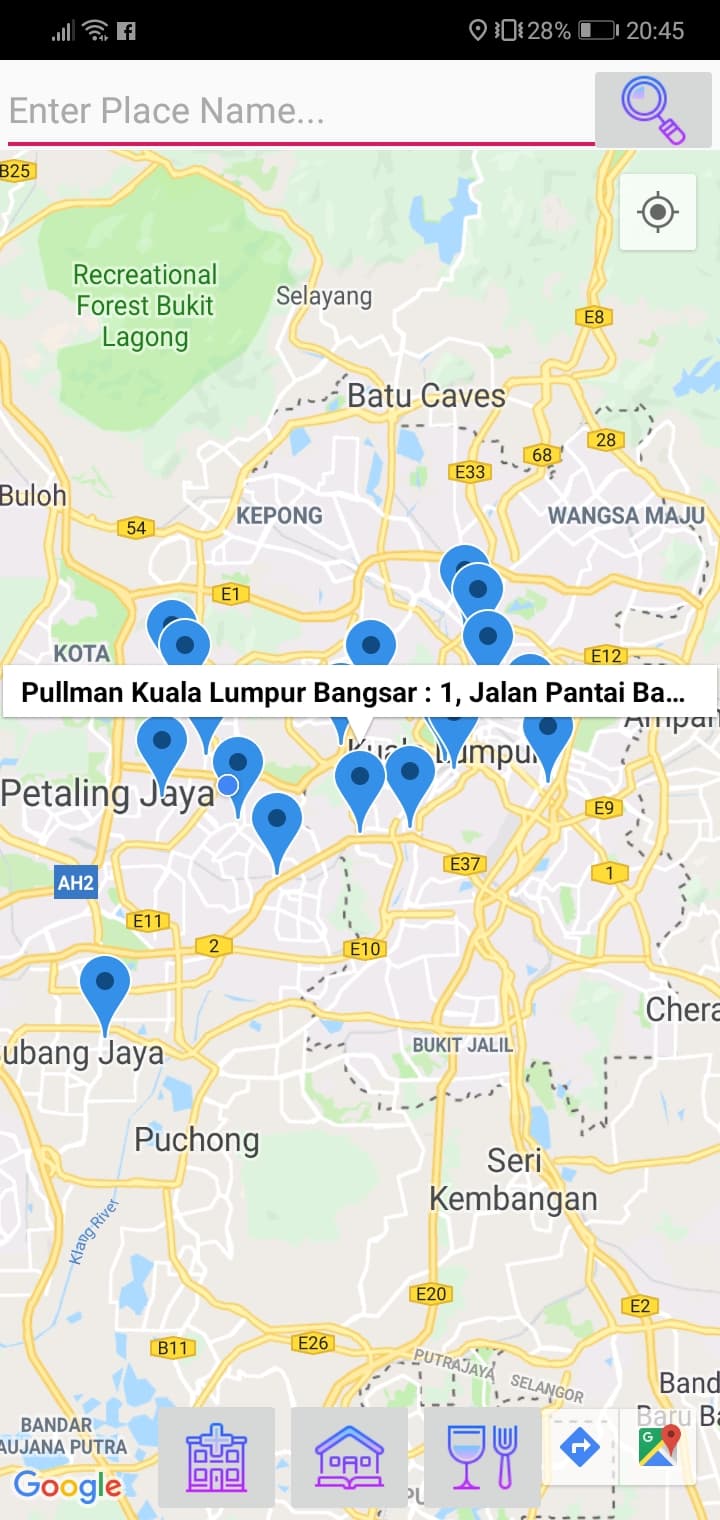 28% 20:45
Enter Place Name...
B25
Recreational
Forest Bukit
Lagong
Selayang
E8
Batu Caves
28
68
E33
Buloh
KEPONG
WANGSA MAJU
54
E1
KOTA
E12
Pullman Kuala Lumpur Bangsar : 1, Jalan Pantai Ba...
Petaling Jaya
E9
E37
1
AH2
E11
2
E10
Chera
BUKIT JALIL
ubang Jaya
Puchong
Seri
Kembangan
Klang River
E20
E2
B11
E26
PUTRAJAYA
SELANGOR
Band
Baru Ba
BANDAR
AUJANA PUTRA
G
Google